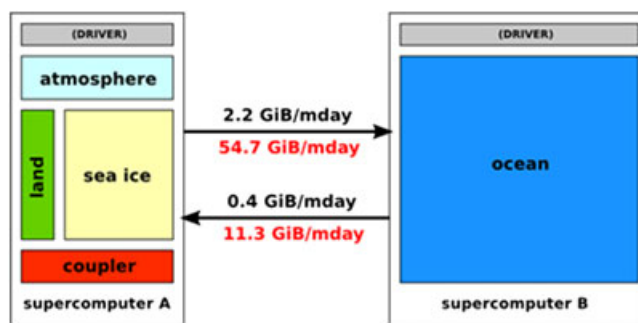 (DRIVER)
atmosphere
land
sea ice
coupler
supercomputer A
2.2 GiB/mday
54.7 GiB/mday
0.4 GiB/mday
11.3 GiB/mday
(DRIVER)
ocean
supercomputer B